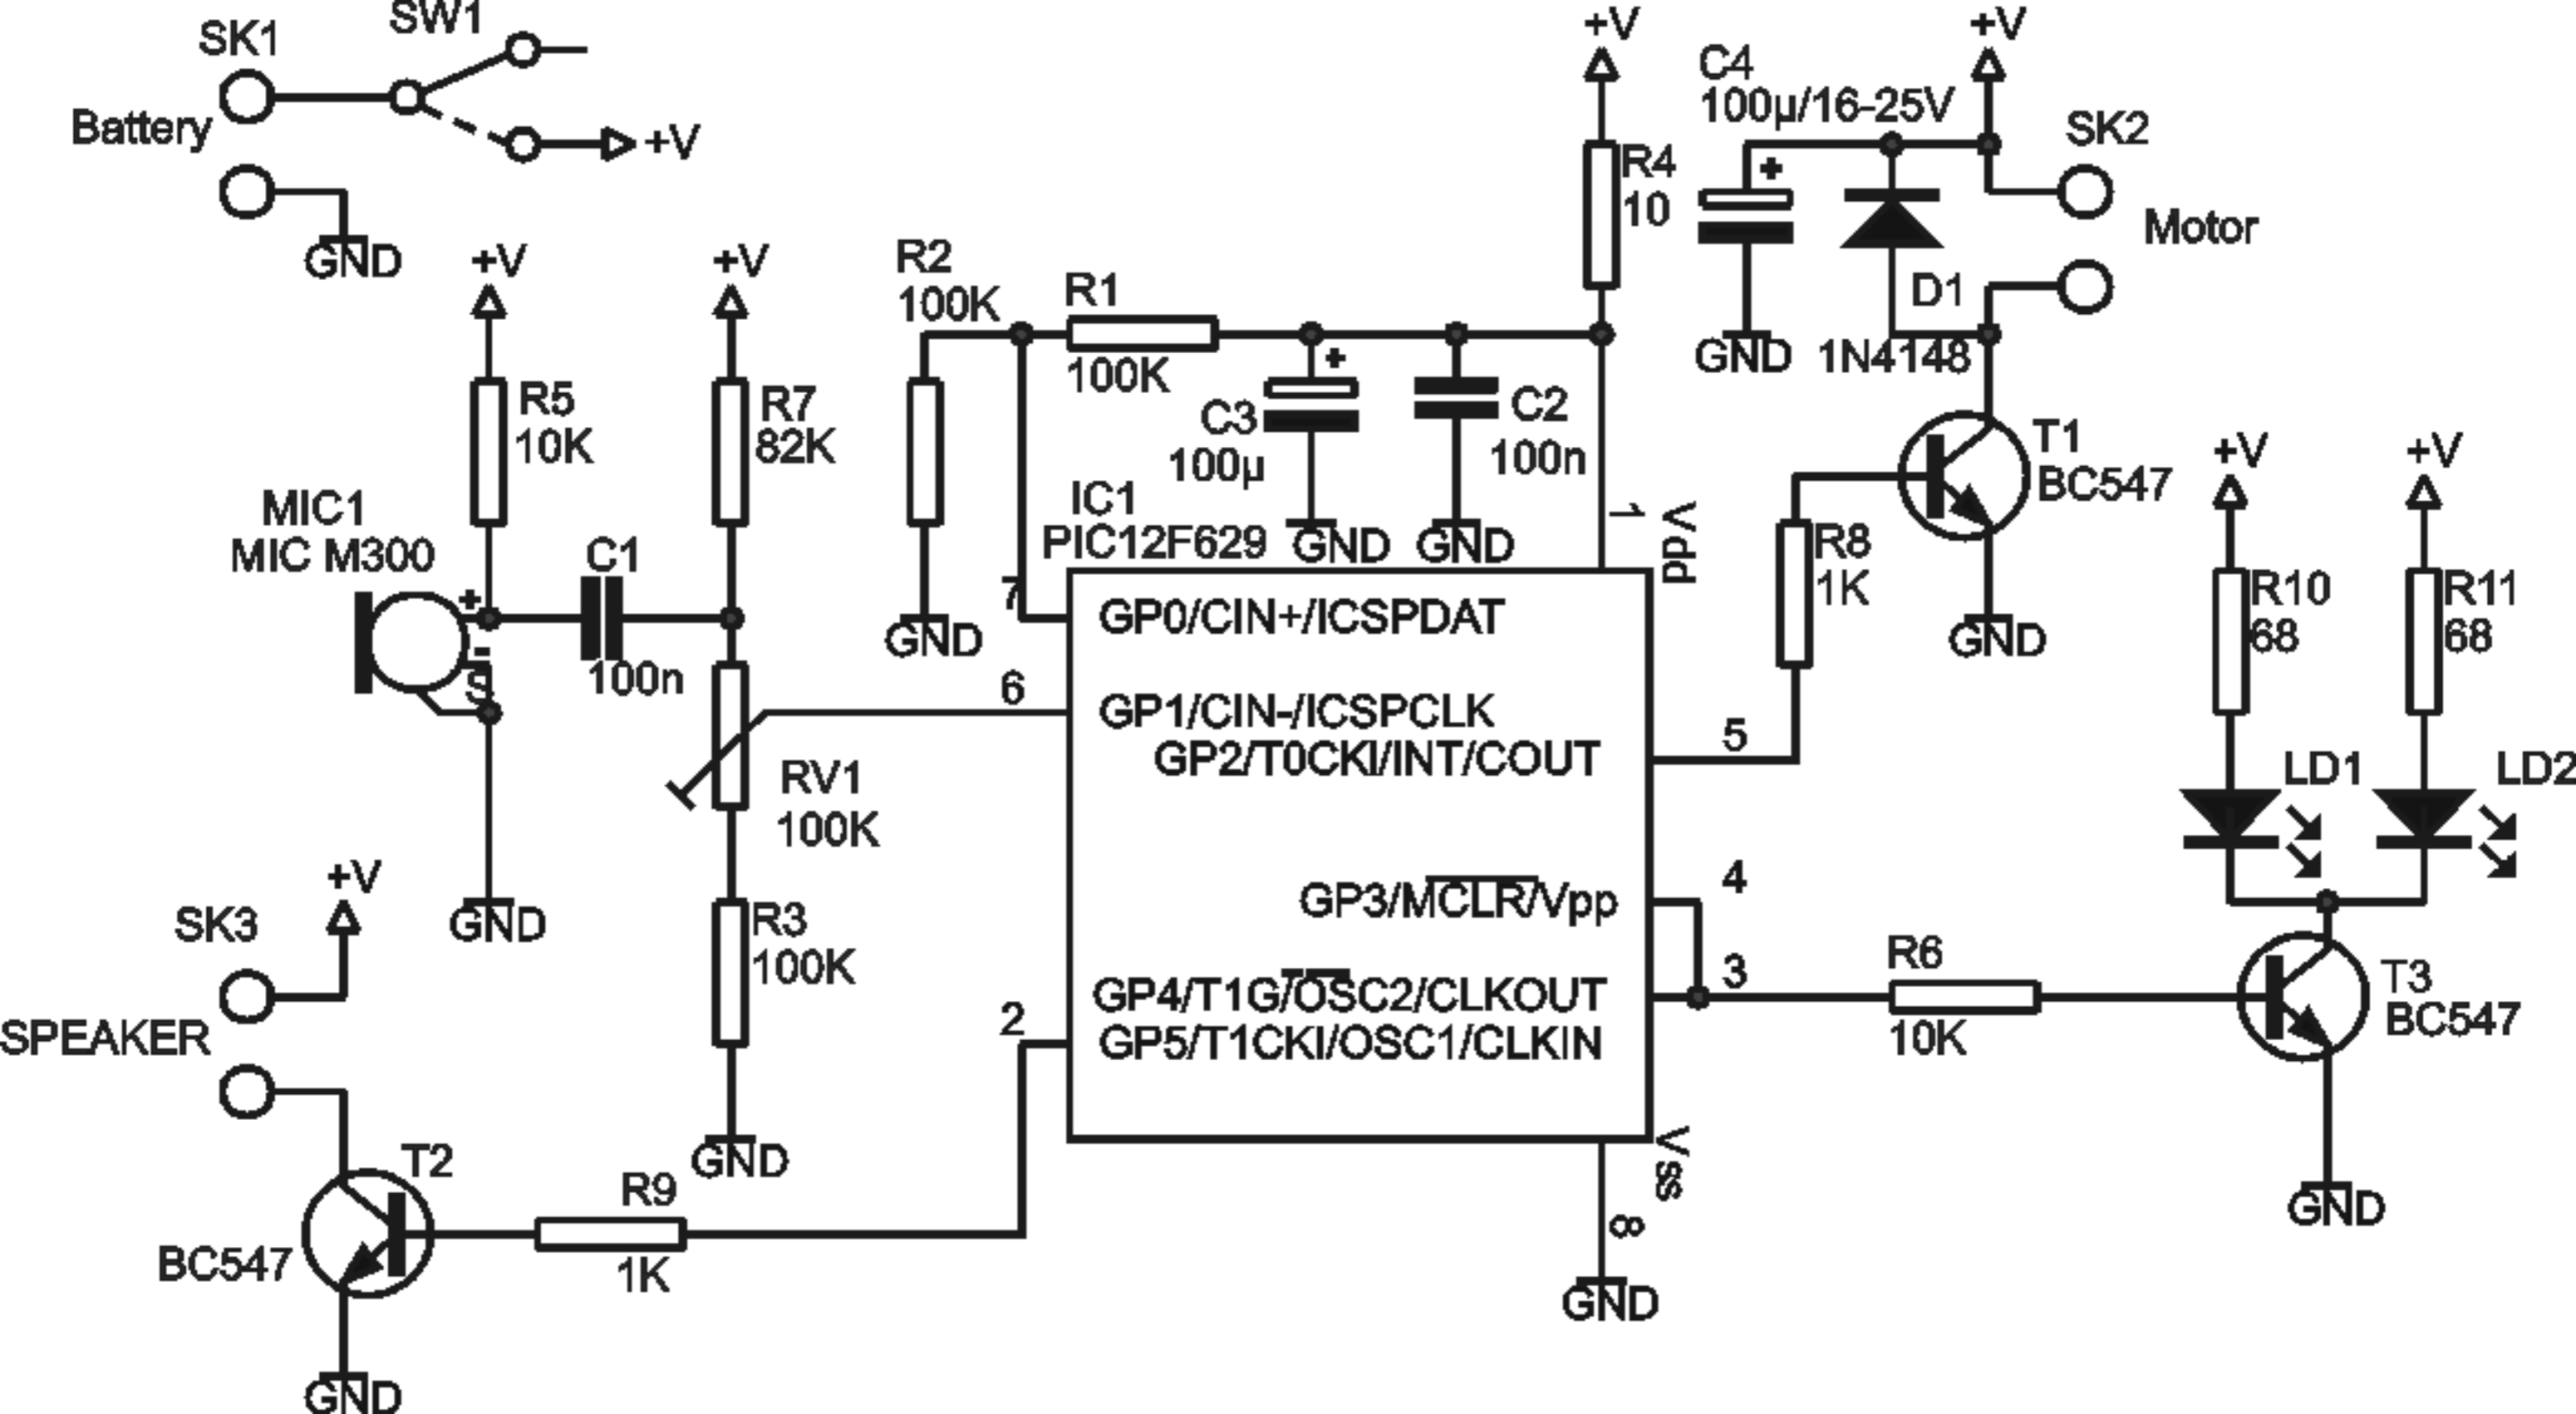 SK1
SW1
Battery
+V
GND
+V
R5
10K
MIC1
MIC M300
+
-
S
C1
100n
GND
+V
R7
82K
RV1
100K
R3
100K
GND
SK3
+V
SPEAKER
T2
BC547
GND
R9
1K
R2
100K
GND
R1
100K
+
C3
100µ
GND
C2
100n
GND
+V
R4
10
IC1
PIC12F629
1
Vdd
7
GP0/CIN+/ICSPDAT
6
GP1/CIN-/ICSPCLK
GP2/T0CKI/INT/COUT
5
GP3/MCLR/Vpp
4
GP4/T1G/OSC2/CLKOUT
3
2
GP5/T1CKI/OSC1/CLKIN
Vss
8
GND
C4
100µ/16-25V
+
GND
+V
SK2
Motor
D1
1N4148
T1
BC547
GND
R8
1K
+V
R10
68
LD1
+V
R11
68
LD2
R6
10K
T3
BC547
GND